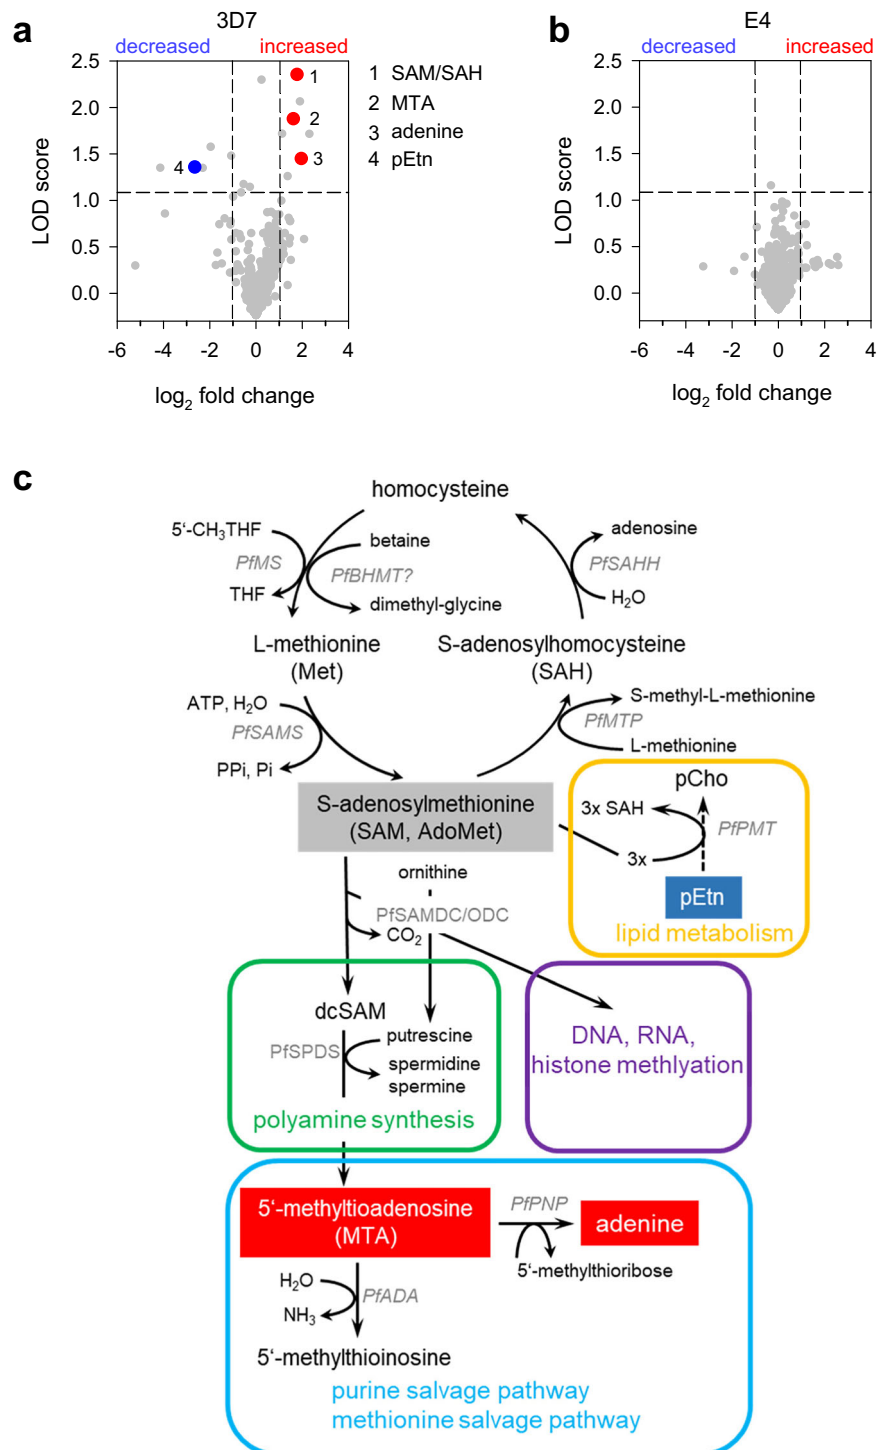 a
3D7
decreased
increased
2.5
2.0
1.5
1.0
0.5
0.0
LOD score
1
2
3
4
-6
-4
-2
0
2
4
log2 fold change
1 SAM/SAH
2 MTA
3 adenine
4 pEtn
b
E4
decreased
increased
2.5
2.0
1.5
1.0
0.5
0.0
LOD score
-6
-4
-2
0
2
4
log2 fold change
c
homocysteine
5‘-CH3THF
PfMS
THF
betaine
PfBHMT?
dimethyl-glycine
adenosine
PfSAHH
H2O
L-methionine
(Met)
S-adenosylhomocysteine
(SAH)
ATP, H2O
PfSAMS
PPi, Pi
S-methyl-L-methionine
PfMTP
L-methionine
S-adenosylmethionine
(SAM, AdoMet)
pCho
3x SAH
PfPMT
3x
pEtn
lipid metabolism
ornithine
PfSAMDC/ODC
CO2
dcSAM
PfSPDS
putrescine
spermidine
spermine
polyamine synthesis
DNA, RNA,
histone methlyation
5‘-methyltioadenosine
(MTA)
PfPNP
adenine
5‘-methylthioribose
H2O
PfADA
NH3
5‘-methylthioinosine
purine salvage pathway
methionine salvage pathway